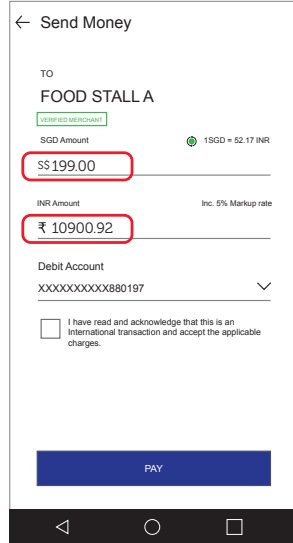 ← Send Money
TO
FOOD STALL A
VERIFIED MERCHANT
SGD Amount 1SGD = 52.17 INR
S$ 199.00
INR Amount Inc. 5% Markup rate
₹ 10900.92
Debit Account
XXXXXXXXXX880197
I have read and acknowledge that this is an
International transaction and accept the applicable
charges.
PAY